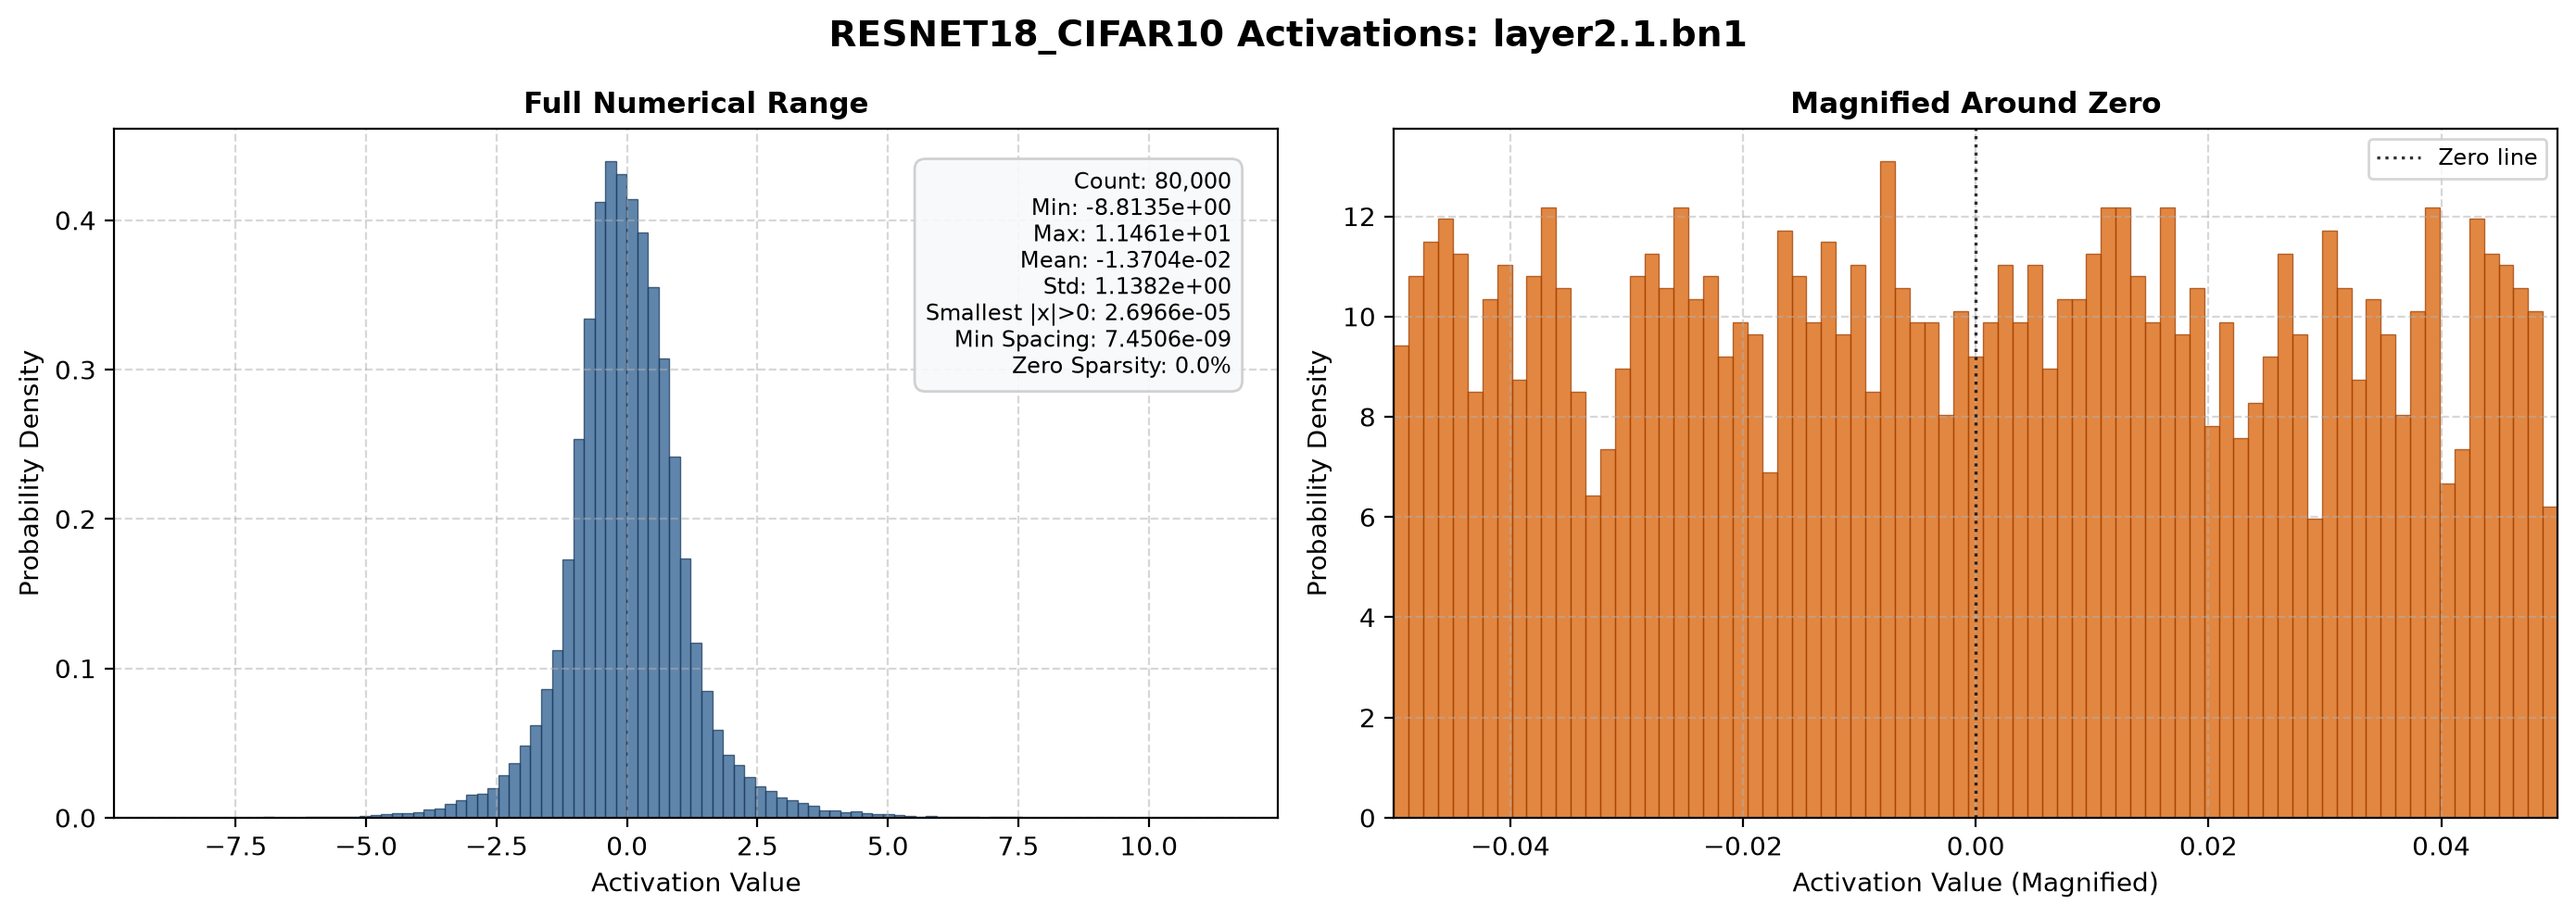 RESNET18_CIFAR10 Activations: layer2.1.bn1
Full Numerical Range
Probability Density
0.4
0.3
0.2
0.1
0.0
Count: 80,000
Min: -8.8135e+00
Max: 1.1461e+01
Mean: -1.3704e-02
Std: 1.1382e+00
Smallest |x|>0: 2.6966e-05
Min Spacing: 7.4506e-09
Zero Sparsity: 0.0%
−7.5 −5.0 −2.5 0.0 2.5 5.0 7.5 10.0
Activation Value
Magnified Around Zero
Probability Density
Zero line
12
10
8
6
4
2
0
−0.04 −0.02 0.00 0.02 0.04
Activation Value (Magnified)